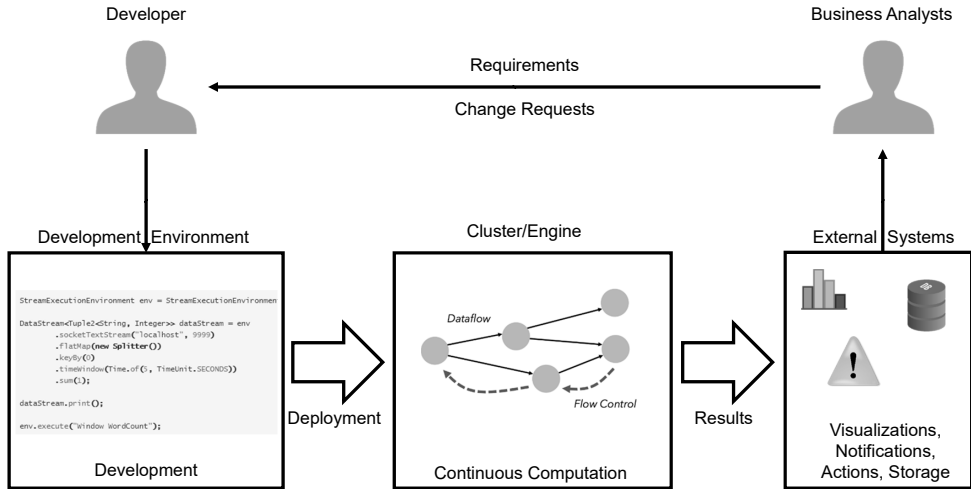 Developer
Business Analysts
Requirements
Change Requests
Development Environment
Cluster/Engine
External Systems
StreamExecutionEnvironment env = StreamExecutionEnvironment
DataStream<Tuple2<String, Integer>> dataStream = env
.socketTextStream("localhost", 9999)
.flatMap(new Splitter())
.keyBy(0)
.timeWindow(Time.of(5, TimeUnit.SECONDS))
.sum(1);
dataStream.print();
env.execute("Window WordCount");
Development
Deployment
Dataflow
Flow Control
Continuous Computation
Results
!
Visualizations,
Notifications,
Actions, Storage